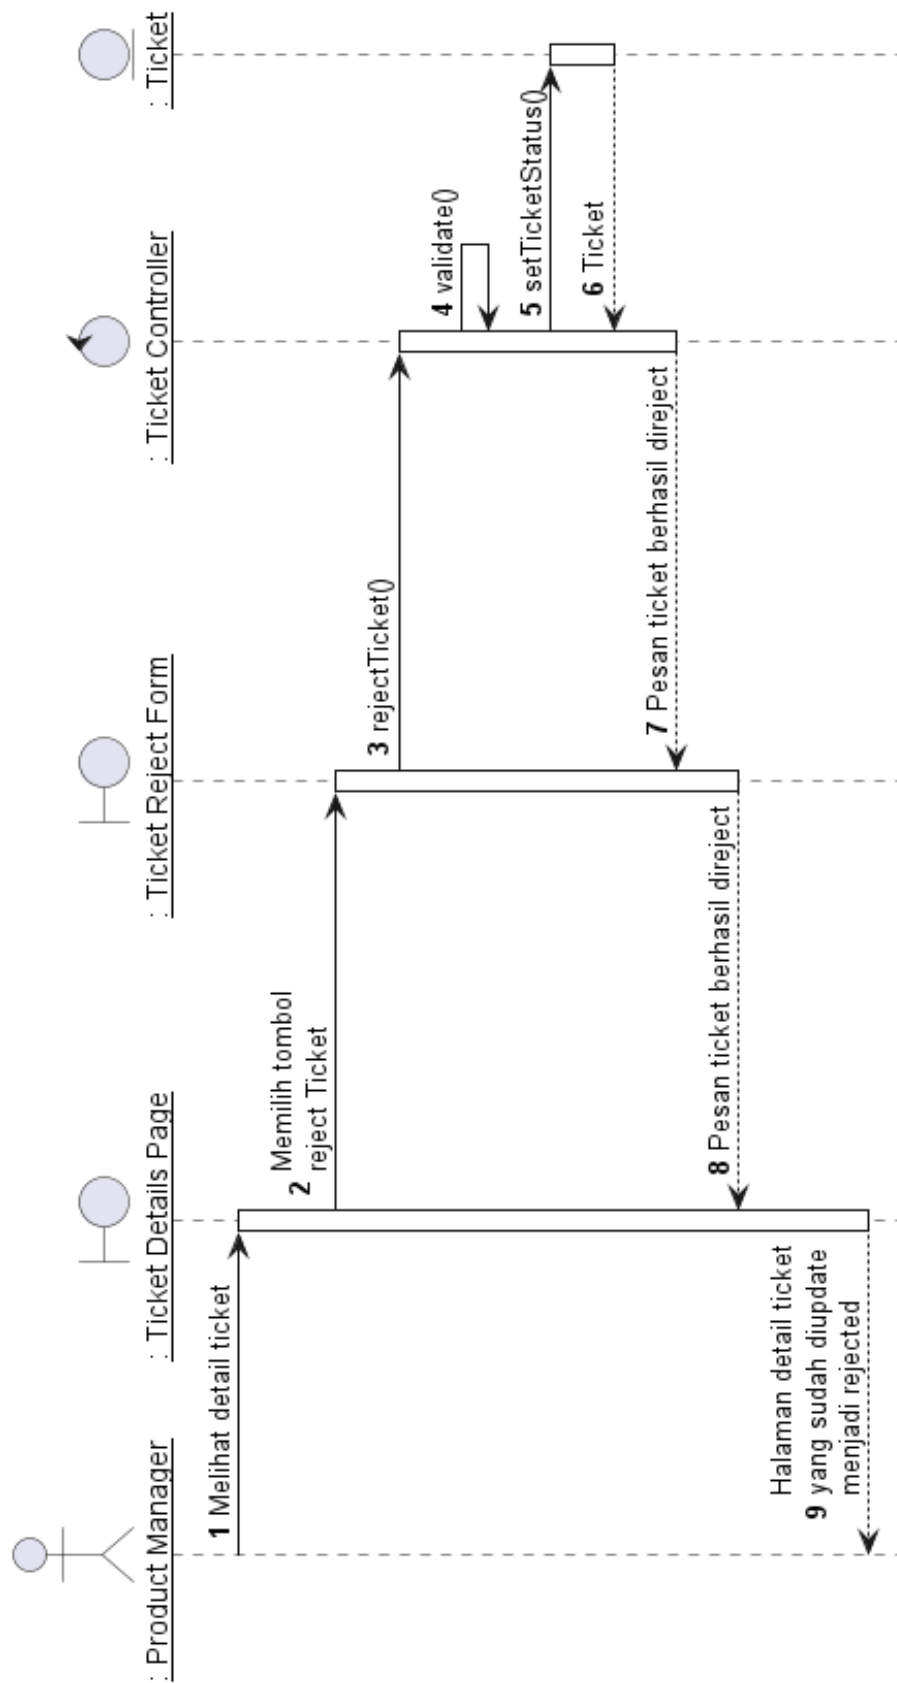 : Product Manager
: Ticket Details Page
: Ticket Reject Form
: Ticket Controller
: Ticket
1 Melihat detail ticket
Memilih tombol
2 reject Ticket
3 rejectTicket()
4 validate()
5 setTicketStatus()
6 Ticket
7 Pesan ticket berhasil direject
8 Pesan ticket berhasil direject
Halaman detail ticket
9 yang sudah diupdate
menjadi rejected